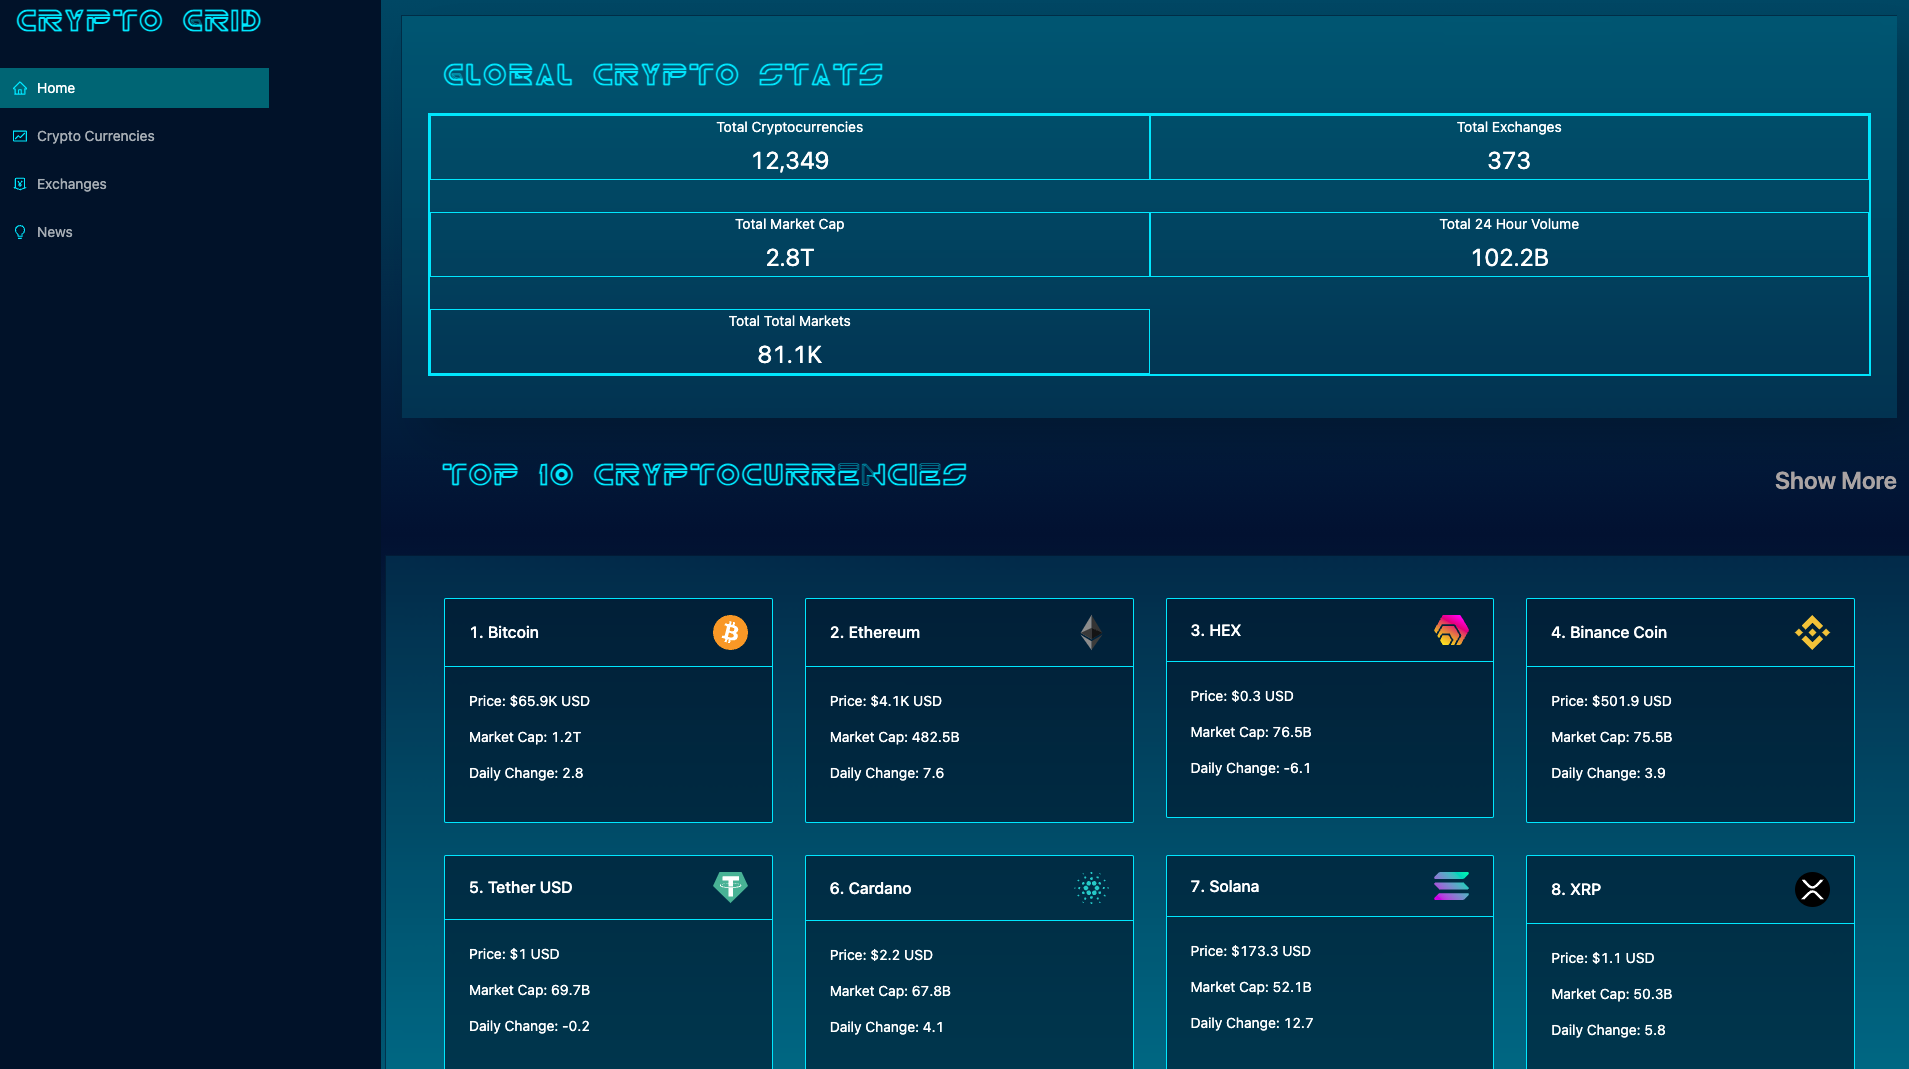 CRYPTO GRID
Home
Crypto Currencies
Exchanges
News
GLOBAL CRYPTO STATS
Total Cryptocurrencies
12,349
Total Exchanges
373
Total Market Cap
2.8T
Total 24 Hour Volume
102.2B
Total Total Markets
81.1K
TOP 10 CRYPTOCURRENCIES
Show More
1. Bitcoin
Price: $65.9K USD
Market Cap: 1.2T
Daily Change: 2.8
2. Ethereum
Price: $4.1K USD
Market Cap: 482.5B
Daily Change: 7.6
3. HEX
Price: $0.3 USD
Market Cap: 76.5B
Daily Change: -6.1
4. Binance Coin
Price: $501.9 USD
Market Cap: 75.5B
Daily Change: 3.9
5. Tether USD
Price: $1 USD
Market Cap: 69.7B
Daily Change: -0.2
6. Cardano
Price: $2.2 USD
Market Cap: 67.8B
Daily Change: 4.1
7. Solana
Price: $173.3 USD
Market Cap: 52.1B
Daily Change: 12.7
8. XRP
Price: $1.1 USD
Market Cap: 50.3B
Daily Change: 5.8